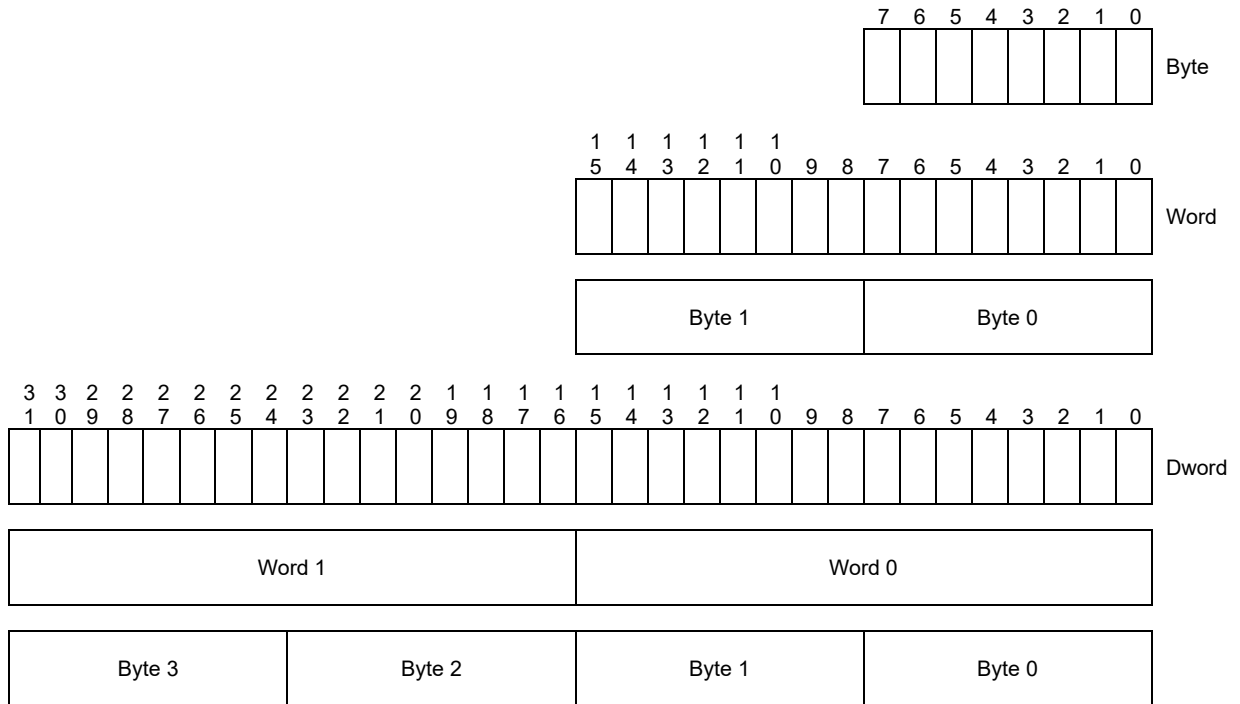 7 6 5 4 3 2 1 0
Byte
1 1 1 1 1 1
5 4 3 2 1 0 9 8 7 6 5 4 3 2 1 0
Word
Byte 1 Byte 0
3 3 2 2 2 2 2 2 2 2 2 2 1 1 1 1 1 1 1 1 1 1
1 0 9 8 7 6 5 4 3 2 1 0 9 8 7 6 5 4 3 2 1 0 9 8 7 6 5 4 3 2 1 0
Dword
Word 1 Word 0
Byte 3 Byte 2 Byte 1 Byte 0